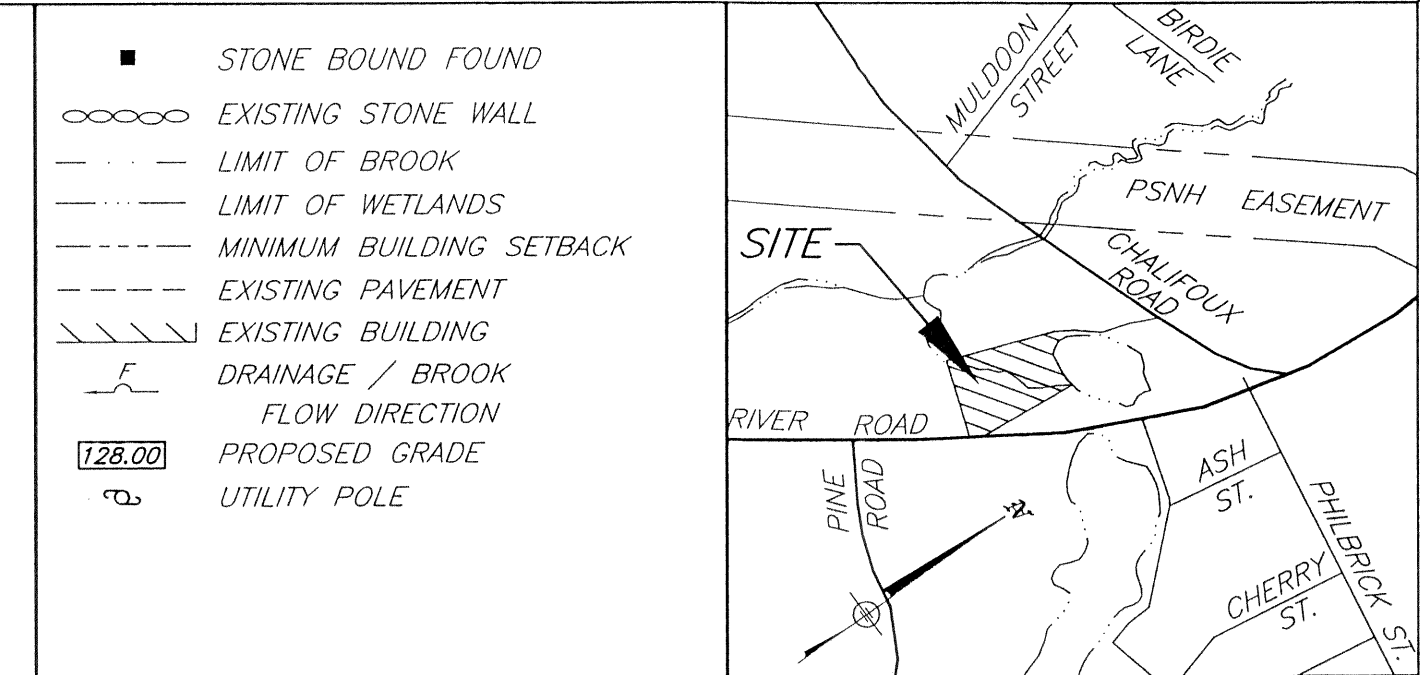 STONE BOUND FOUND
EXISTING STONE WALL
LIMIT OF BROOK
LIMIT OF WETLANDS
MINIMUM BUILDING SETBACK
EXISTING PAVEMENT
EXISTING BUILDING
F
DRAINAGE / BROOK
FLOW DIRECTION
128.00 PROPOSED GRADE
UTILITY POLE
MULDOON
STREET
BIRDIE
LANE
PSNH EASEMENT
SITE
CHALIFOUX
ROAD
RIVER ROAD
PINE
ROAD
N
ASH
ST.
PHILBRICK ST.
CHERRY
ST.